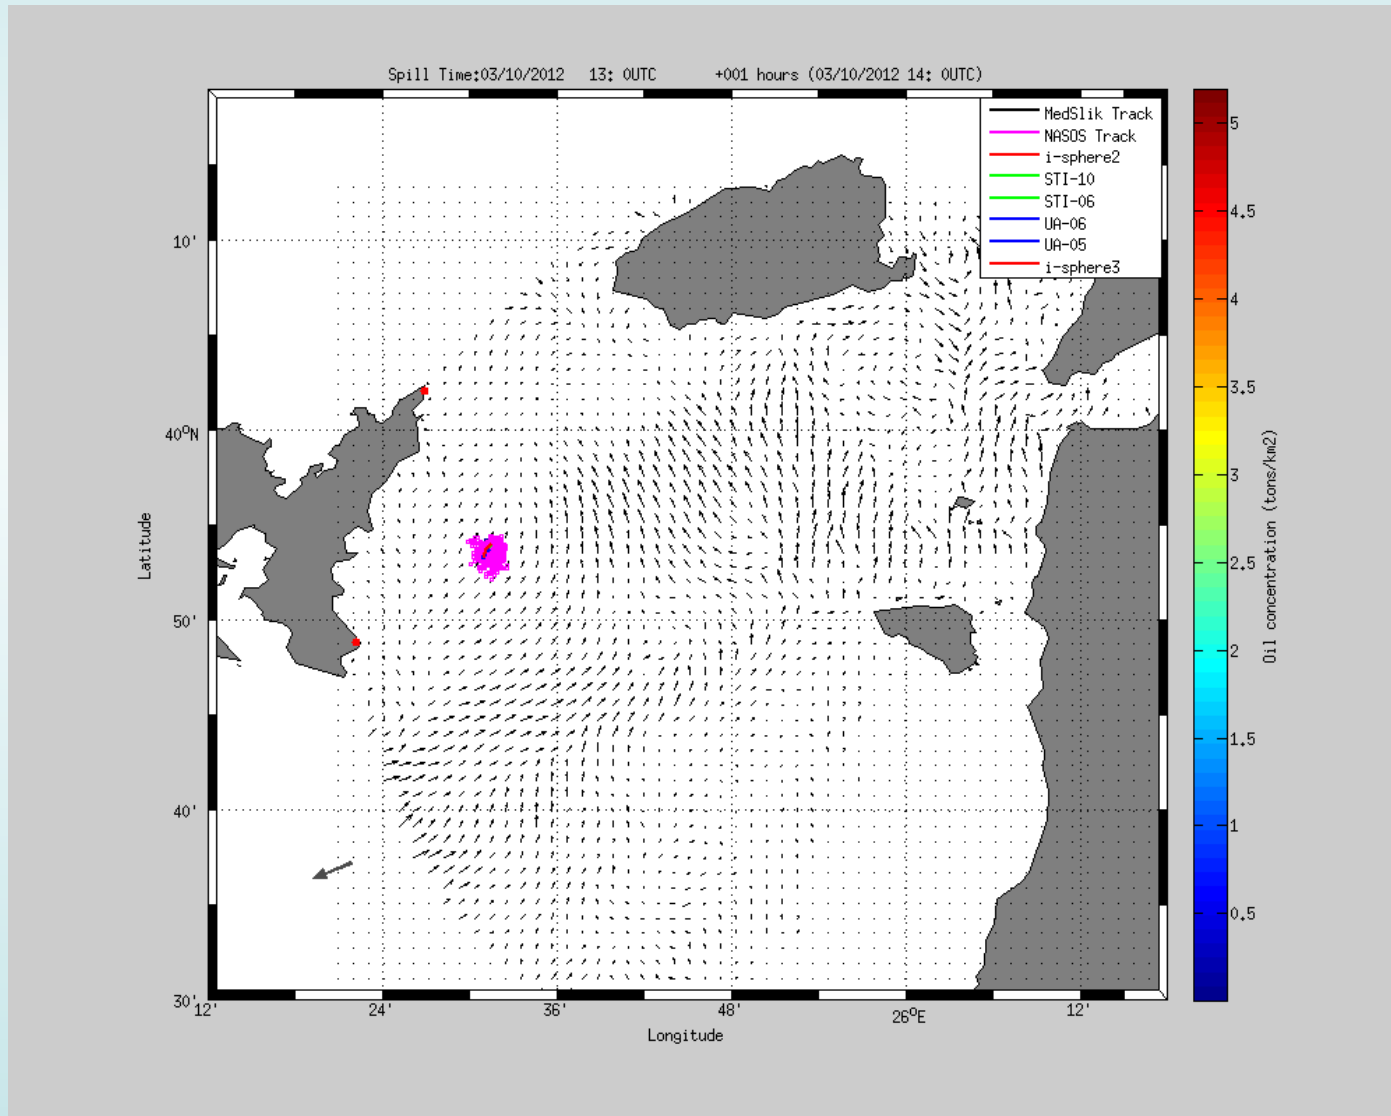 Spill Time:03/10/2012   13: 0UTC       +001 hours (03/10/2012 14: 0UTC)
MedSlik Track
NASOS Track
i-sphere2
STI-10
STI-06
UA-06
UA-05
i-sphere3
10'
40°N
50'
40'
30'
Latitude
12'
24'
36'
48'
26°E
12'
Longitude
5
4.5
4
3.5
3
2.5
2
1.5
1
0.5
Oil concentration (tons/km2)